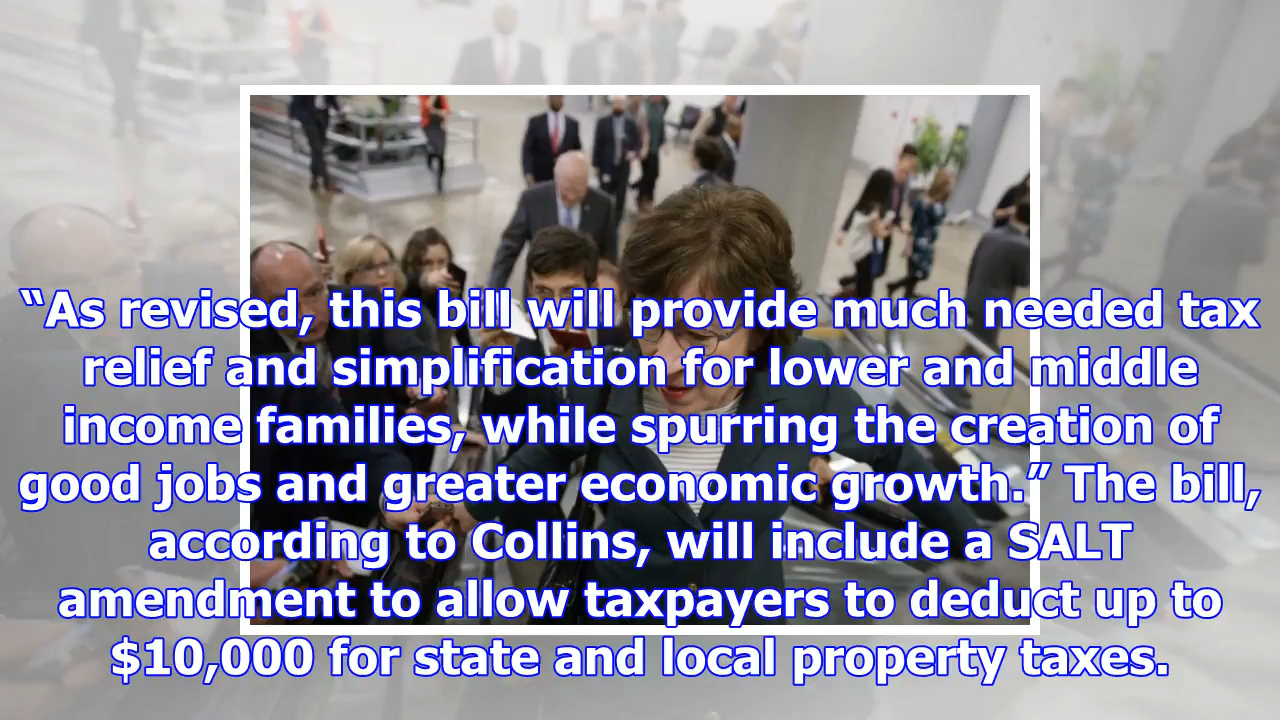 “As revised, this bill will provide much needed tax
relief and simplification for lower and middle
income families, while spurring the creation of
good jobs and greater economic growth.” The bill,
according to Collins, will include a SALT
amendment to allow taxpayers to deduct up to
$10,000 for state and local property taxes.